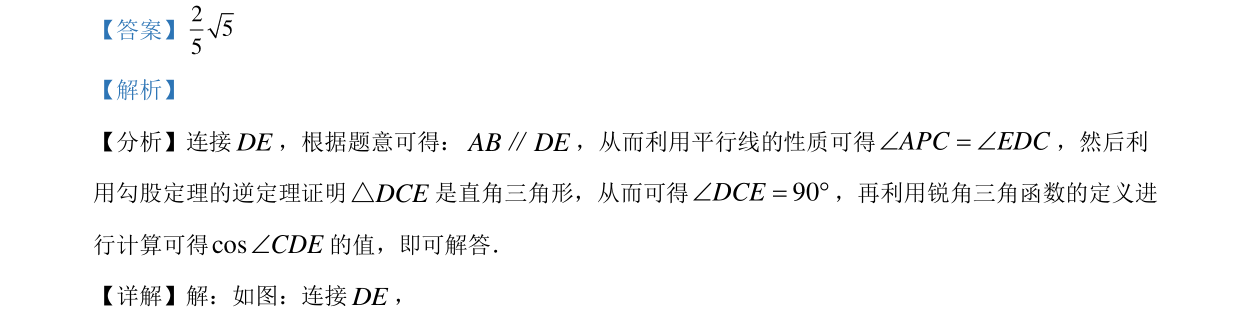 【答案】$\frac{2}{5}\sqrt{5}$
【解析】
【分析】连接 DE ，根据题意可得： AB ∥ DE ，从而利用平行线的性质可得∠APC = ∠EDC ，然后利
用勾股定理的逆定理证明△DCE 是直角三角形，从而可得∠DCE = 90° ，再利用锐角三角函数的定义进
行计算可得cos∠CDE 的值，即可解答．
【详解】解：如图：连接 DE ，